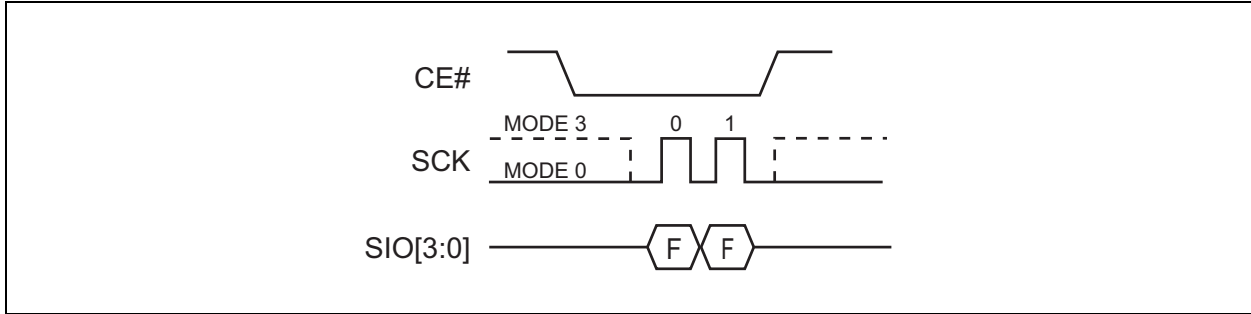 CE#
MODE 3 0 1
SCK
MODE 0
SIO[3:0] F F